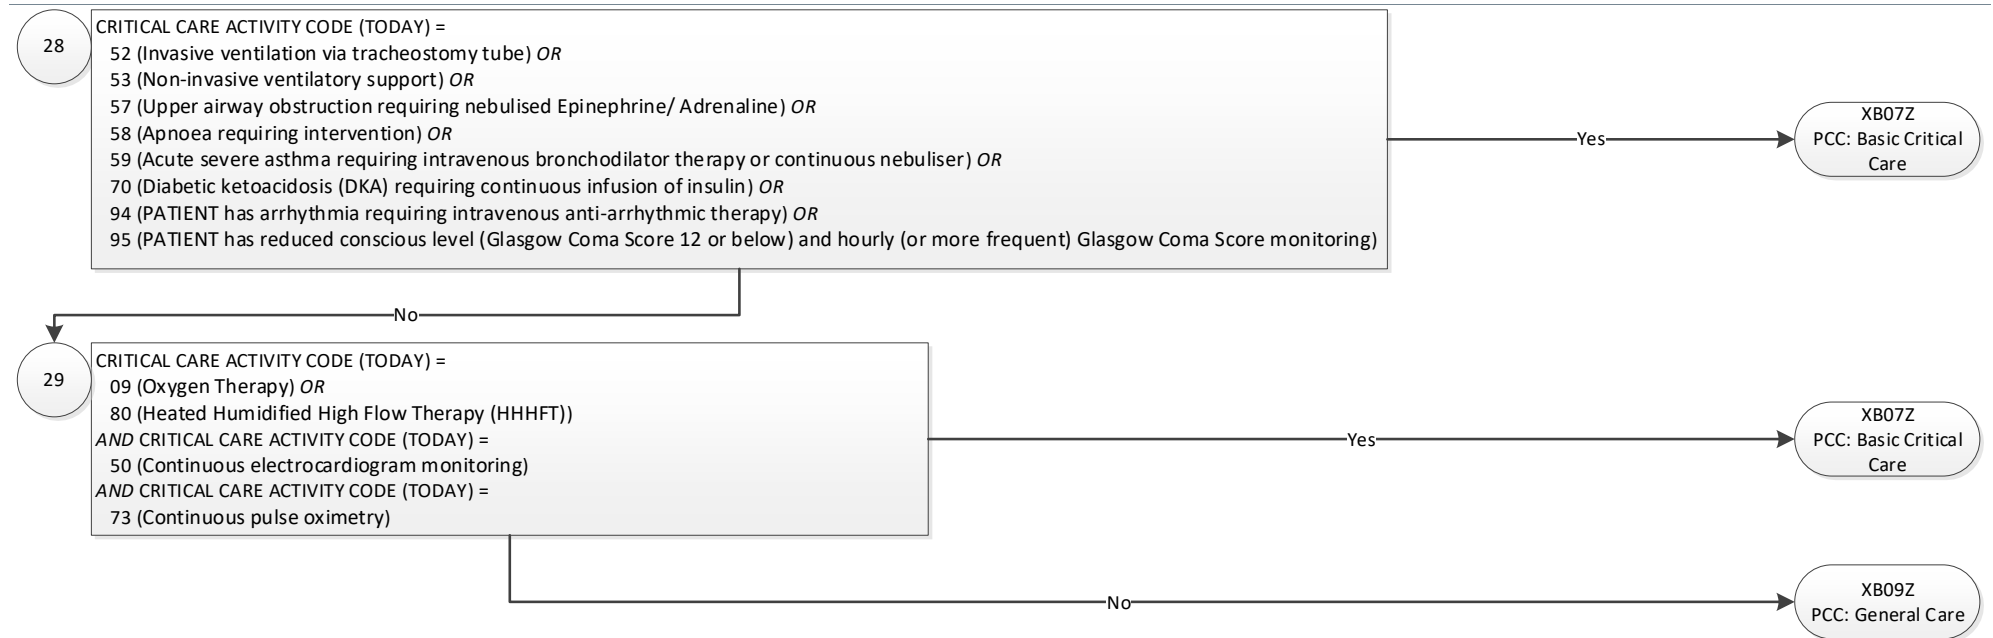 28
CRITICAL CARE ACTIVITY CODE (TODAY) =
52 (Invasive ventilation via tracheostomy tube) OR
53 (Non-invasive ventilatory support) OR
57 (Upper airway obstruction requiring nebulised Epinephrine/ Adrenaline) OR
58 (Apnoea requiring intervention) OR
59 (Acute severe asthma requiring intravenous bronchodilator therapy or continuous nebuliser) OR
70 (Diabetic ketoacidosis (DKA) requiring continuous infusion of insulin) OR
94 (PATIENT has arrhythmia requiring intravenous anti-arrhythmic therapy) OR
95 (PATIENT has reduced conscious level (Glasgow Coma Score 12 or below) and hourly (or more frequent) Glasgow Coma Score monitoring)
Yes
XB07Z
PCC: Basic Critical
Care
No
29
CRITICAL CARE ACTIVITY CODE (TODAY) =
09 (Oxygen Therapy) OR
80 (Heated Humidified High Flow Therapy (HHHFT))
AND CRITICAL CARE ACTIVITY CODE (TODAY) =
50 (Continuous electrocardiogram monitoring)
AND CRITICAL CARE ACTIVITY CODE (TODAY) =
73 (Continuous pulse oximetry)
Yes
XB07Z
PCC: Basic Critical
Care
No
XB09Z
PCC: General Care